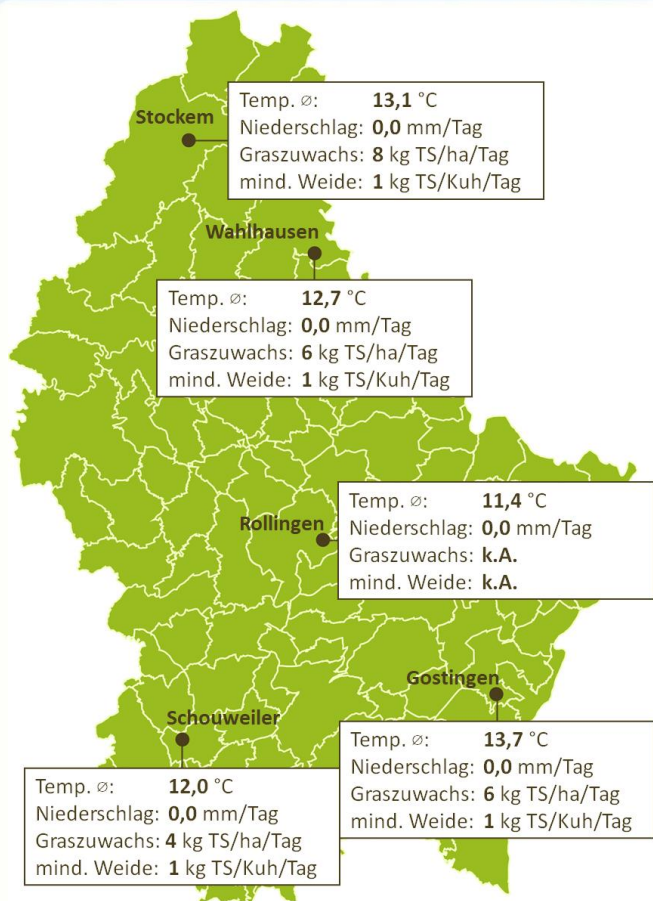 Stockem
Temp. ⌀: 13,1 °C
Niederschlag: 0,0 mm/Tag
Graszuwachs: 8 kg TS/ha/Tag
mind. Weide: 1 kg TS/Kuh/Tag
Wahlhausen
Temp. ⌀: 12,7 °C
Niederschlag: 0,0 mm/Tag
Graszuwachs: 6 kg TS/ha/Tag
mind. Weide: 1 kg TS/Kuh/Tag
Rollingen
Temp. ⌀: 11,4 °C
Niederschlag: 0,0 mm/Tag
Graszuwachs: k.A.
mind. Weide: k.A.
Gostingen
Temp. ⌀: 13,7 °C
Niederschlag: 0,0 mm/Tag
Graszuwachs: 6 kg TS/ha/Tag
mind. Weide: 1 kg TS/Kuh/Tag
Schouweiler
Temp. ⌀: 12,0 °C
Niederschlag: 0,0 mm/Tag
Graszuwachs: 4 kg TS/ha/Tag
mind. Weide: 1 kg TS/Kuh/Tag